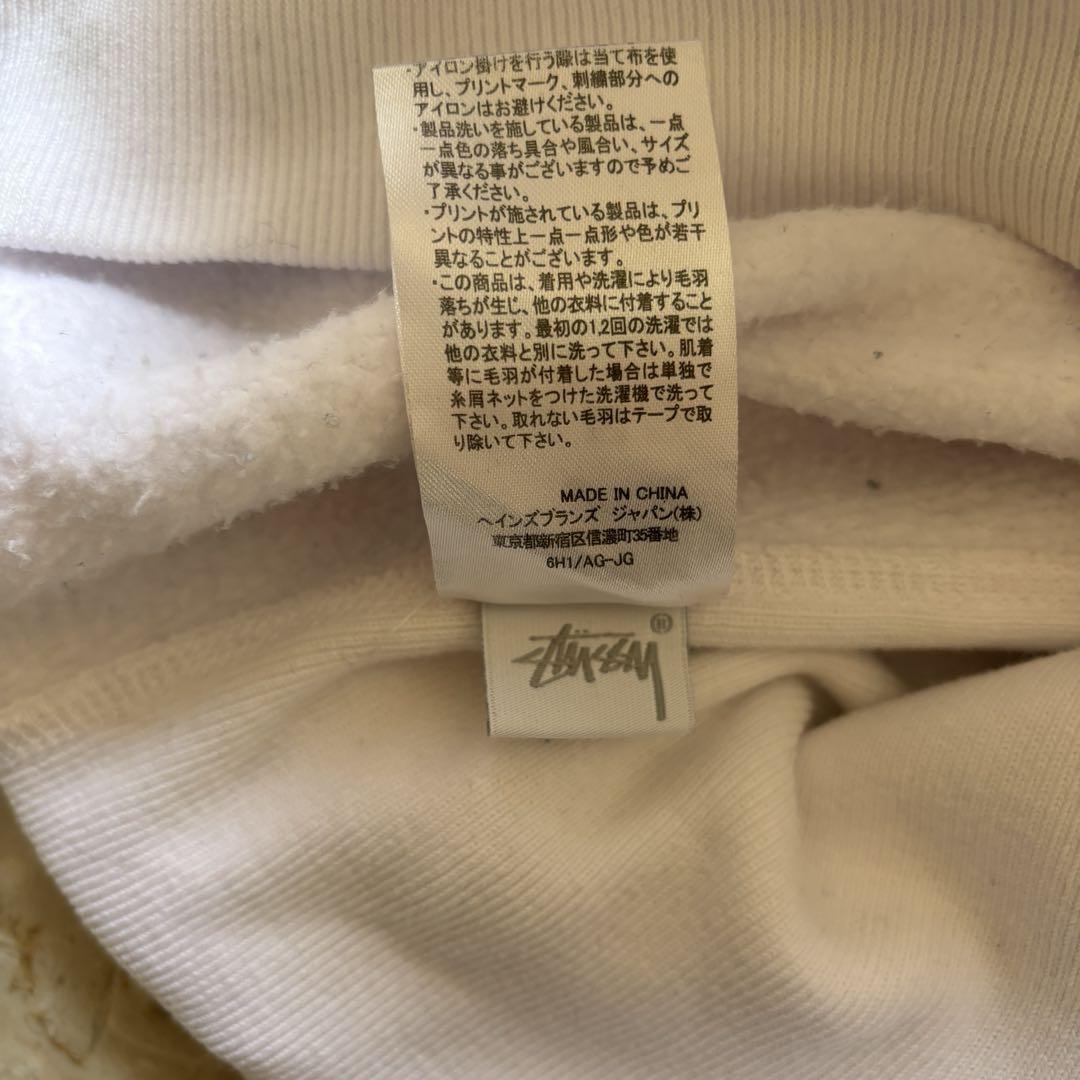 ・アイロン掛けを行う際は当て布を使
用し、プリントマーク、刺繍部分への
アイロンはお避けください。
・製品洗いを施している製品は、一点
一点色の落ち具合や風合い、サイズ
が異なる事がございますので予めご
了承ください。
・プリントが施されている製品は、プリ
ントの特性上一点一点形や色が若干
異なることがございます。
・この商品は、着用や洗濯により毛羽
落ちが生じ、他の衣料に付着すること
があります。最初の1,2回の洗濯では
他の衣料と別に洗って下さい。肌着
等に毛羽が付着した場合は単独で
糸屑ネットをつけた洗濯機で洗って
下さい。取れない毛羽はテープで取
り除いて下さい。
MADE IN CHINA
ヘインズブランズ ジャパン(株)
東京都新宿区信濃町35番地
6H1/AG-JG
STÜSSY®